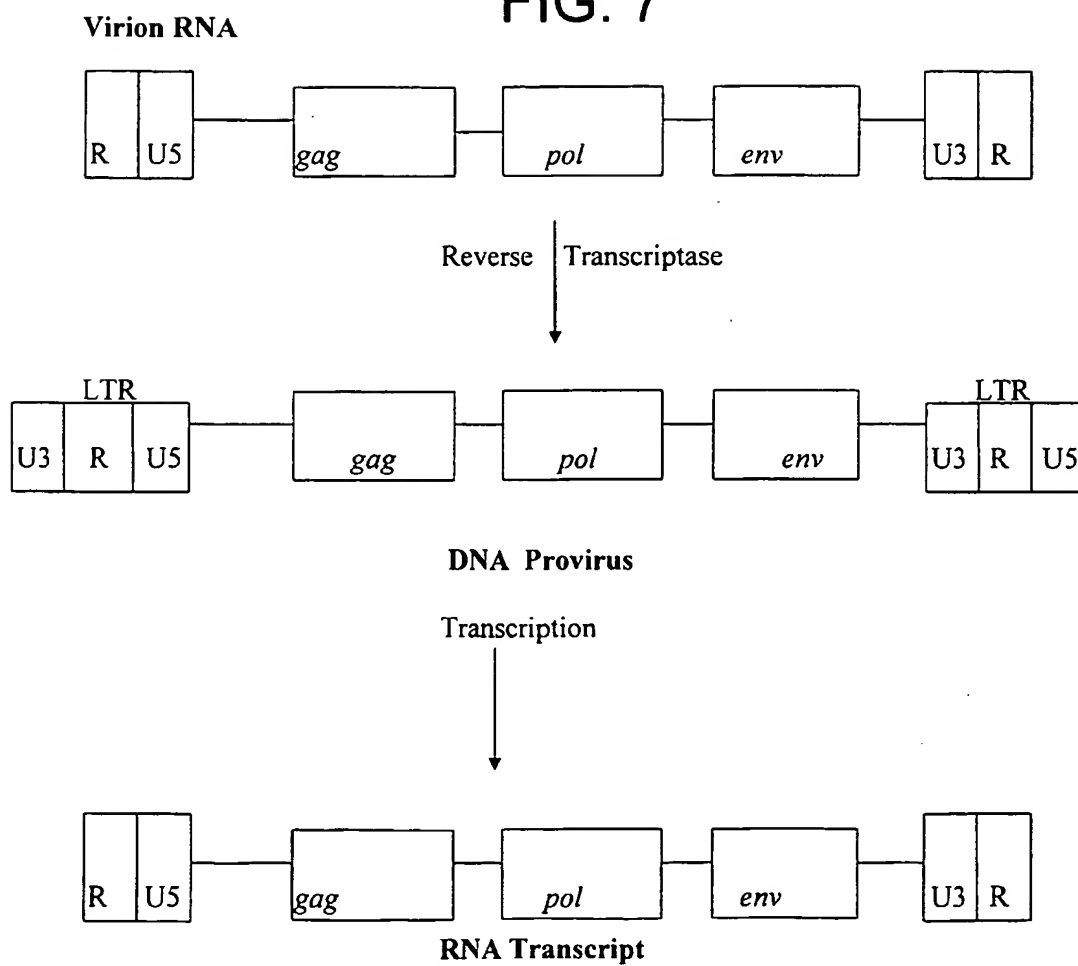 FIG. 7
Virion RNA
R U5 gag pol env U3 R
Reverse Transcriptase
LTR LTR
U3 R U5 gag pol env U3 R U5
DNA Provirus
Transcription
R U5 gag pol env U3 R
RNA Transcript